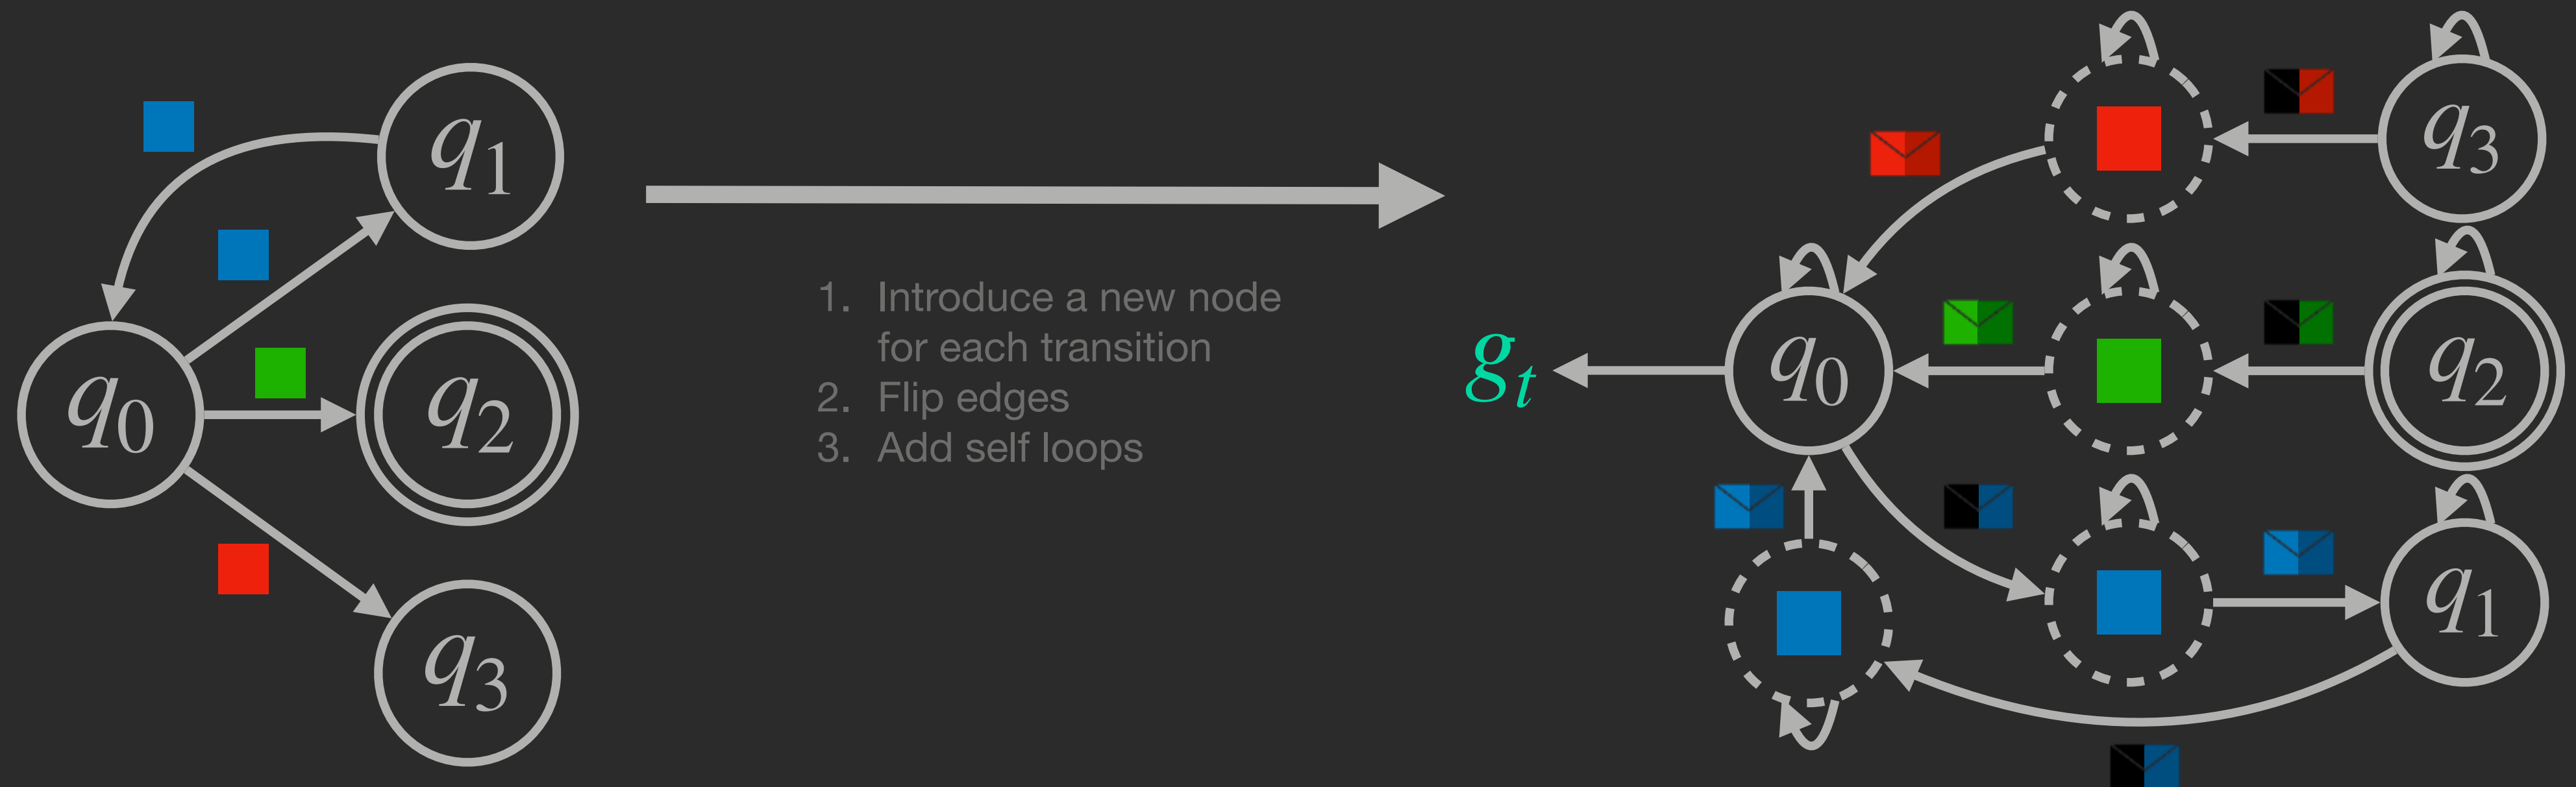 q1
q0
q2
q3
1. Introduce a new node
for each transition
2. Flip edges
3. Add self loops
q3
gt
q0
q2
q1